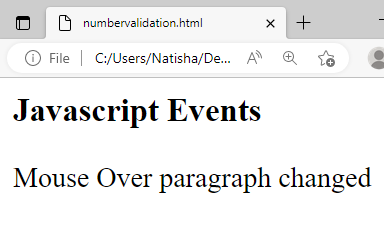 numbervalidation.html
File
C:/Users/Natisha/De...
Javascript Events
Mouse Over paragraph changed